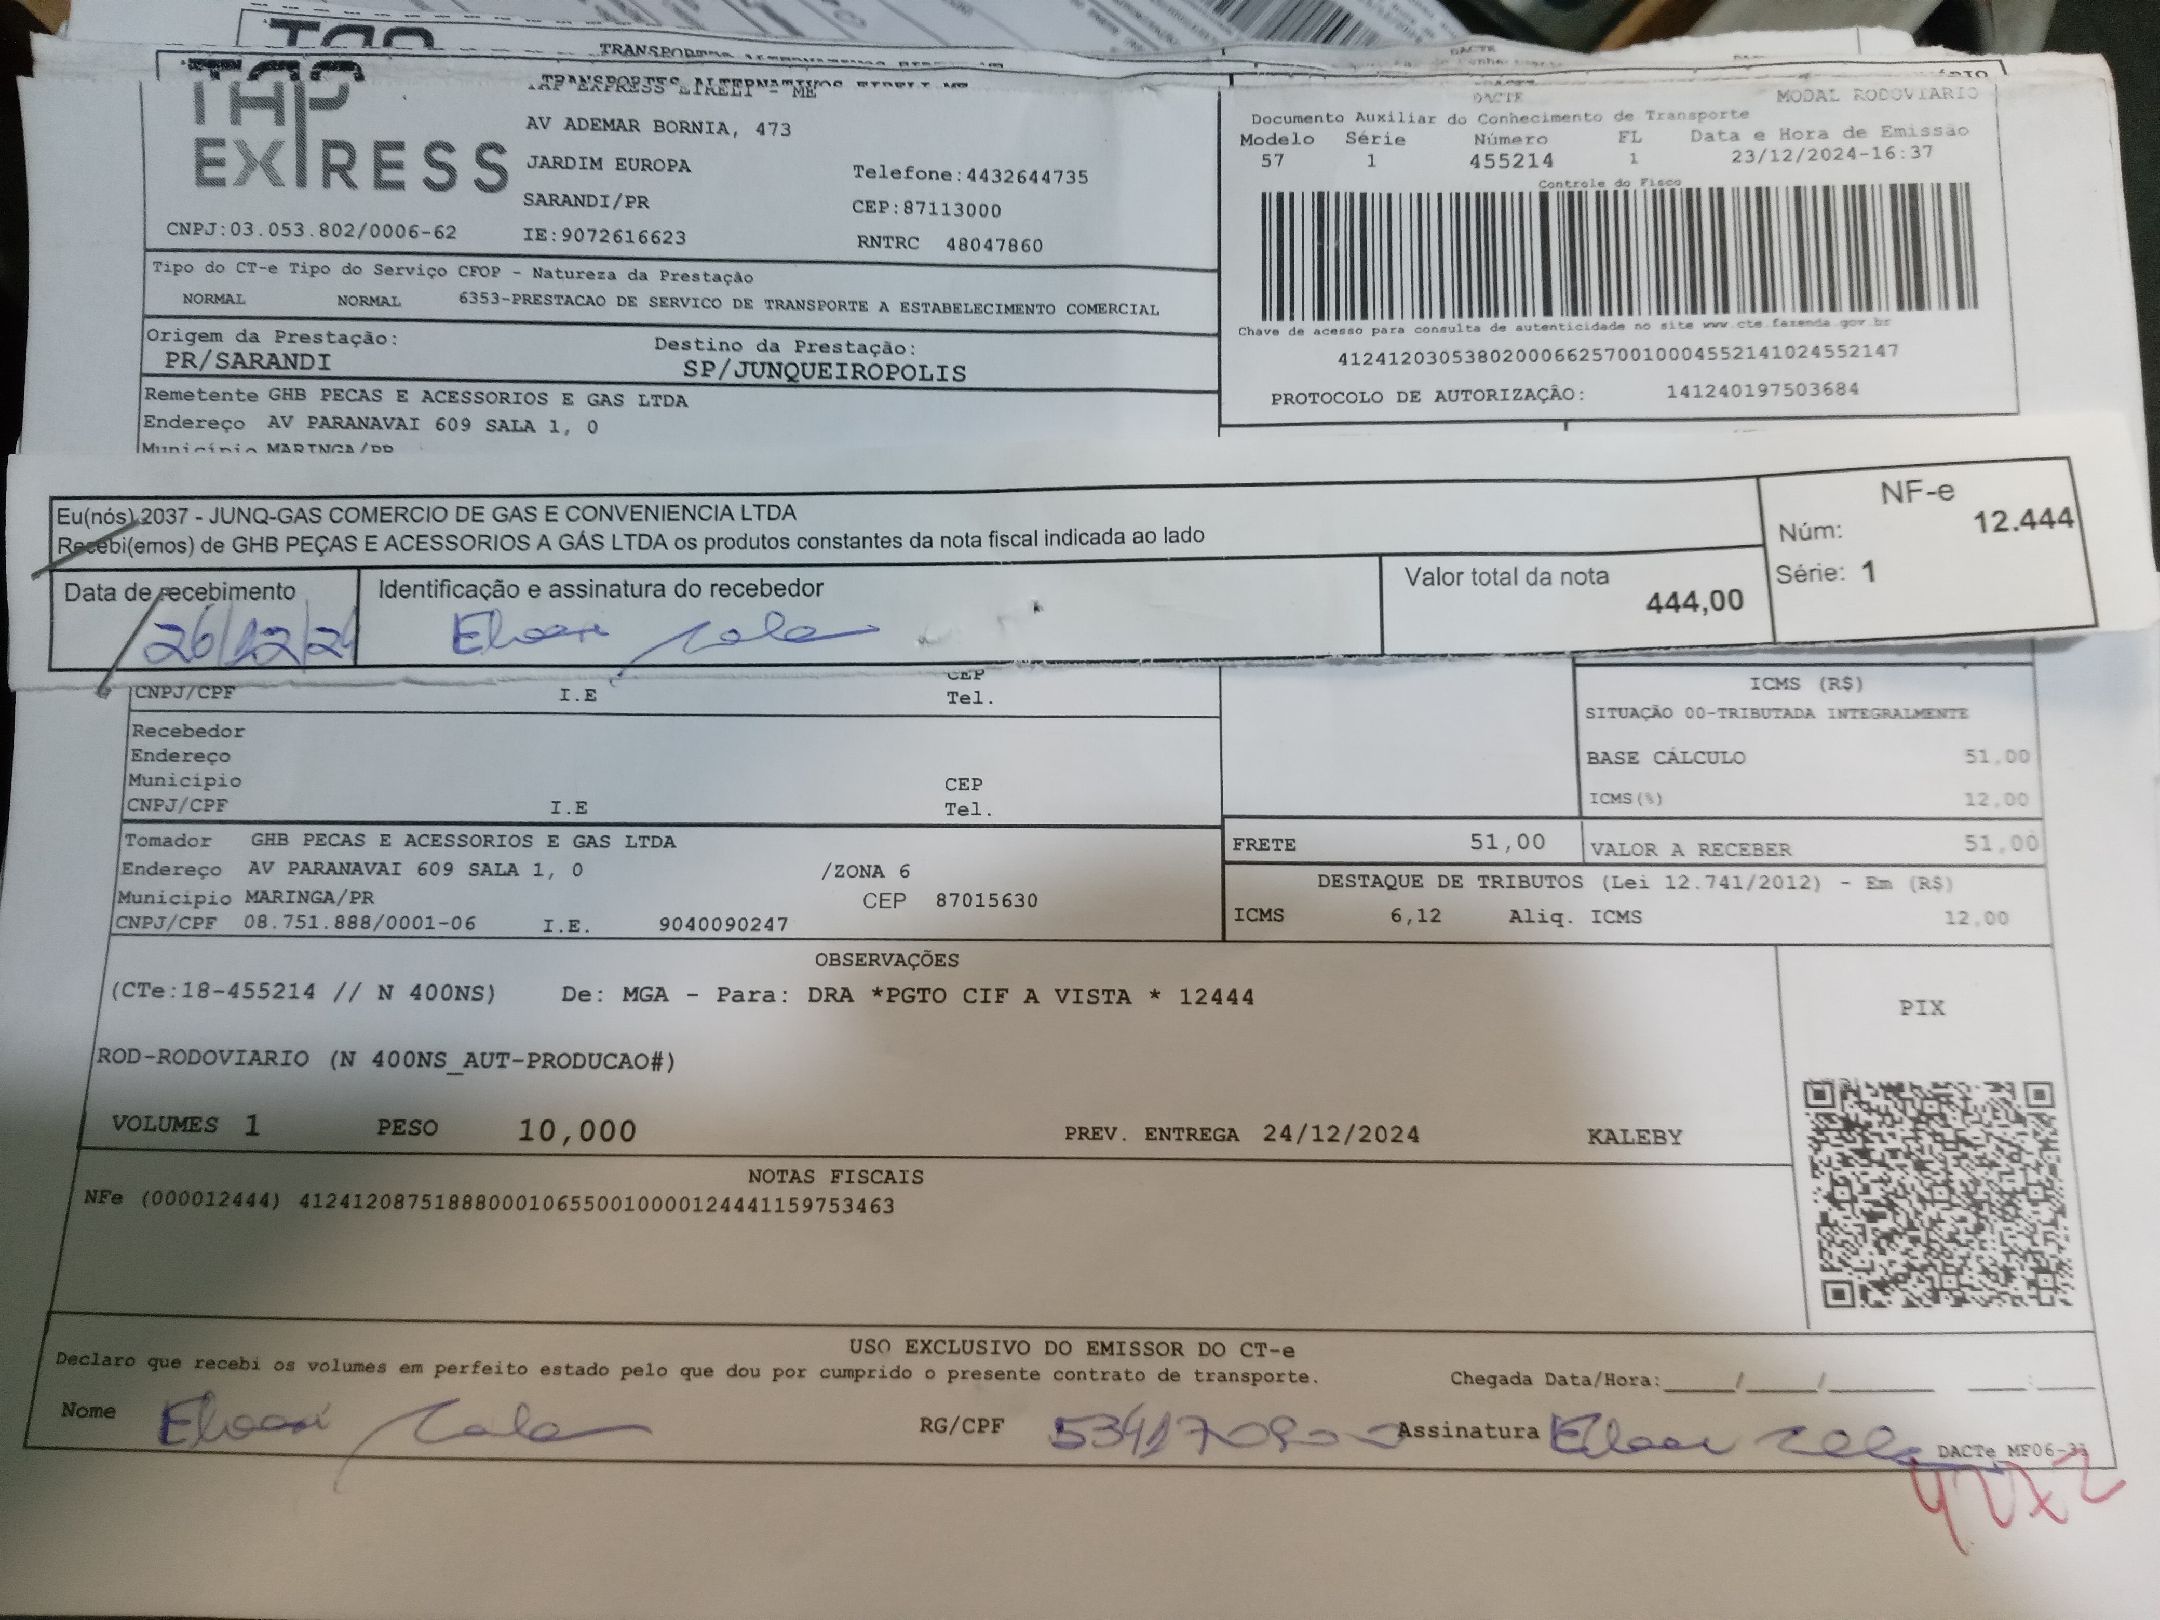 TRANSPORTES ALTERNATIVOS EIRELI ME
TAP EXPRESS
TAP EXPRESS EIRELI - ME
AV ADEMAR BORNIA, 473
JARDIM EUROPA
Telefone:4432644735
SARANDI/PR
CEP:87113000
CNPJ:03.053.802/0006-62
IE:9072616623
RNTRC 48047860
DACTE
MODAL RODOVIARIO
Documento Auxiliar do Conhecimento de Transporte
Modelo Série Número FL Data e Hora de Emissão
57 1 455214 1 23/12/2024-16:37
Controle do Fisco
Chave de acesso para consulta de autenticidade no site www.cte.fazenda.gov.br
41241203053802000662570010004552141024552147
PROTOCOLO DE AUTORIZAÇÃO: 141240197503684
Tipo do CT-e Tipo do Serviço CFOP - Natureza da Prestação
NORMAL NORMAL 6353-PRESTACAO DE SERVICO DE TRANSPORTE A ESTABELECIMENTO COMERCIAL
Origem da Prestação: Destino da Prestação:
PR/SARANDI SP/JUNQUEIROPOLIS
Remetente GHB PECAS E ACESSORIOS E GAS LTDA
Endereço AV PARANAVAI 609 SALA 1, 0
Município MARINGA/PR
Eu(nós) 2037 - JUNQ-GAS COMERCIO DE GAS E CONVENIENCIA LTDA
Recebi(emos) de GHB PEÇAS E ACESSORIOS A GÁS LTDA os produtos constantes da nota fiscal indicada ao lado
NF-e
Núm: 12.444
Série: 1
Data de recebimento
26/12/24
Identificação e assinatura do recebedor
Valor total da nota
444,00
CEP
CNPJ/CPF I.E Tel.
Recebedor
Endereço
Município CEP
CNPJ/CPF I.E Tel.
ICMS (R$)
SITUAÇÃO 00-TRIBUTADA INTEGRALMENTE
BASE CÁLCULO 51,00
ICMS(%) 12,00
FRETE 51,00 VALOR A RECEBER 51,00
DESTAQUE DE TRIBUTOS (Lei 12.741/2012) - Em (R$)
ICMS 6,12 Aliq. ICMS 12,00
Tomador GHB PECAS E ACESSORIOS E GAS LTDA
Endereço AV PARANAVAI 609 SALA 1, 0 /ZONA 6
Município MARINGA/PR CEP 87015630
CNPJ/CPF 08.751.888/0001-06 I.E. 9040090247
OBSERVAÇÕES
(CTe:18-455214 // N 400NS) De: MGA - Para: DRA *PGTO CIF A VISTA * 12444
ROD-RODOVIARIO (N 400NS_AUT-PRODUCAO#)
PIX
VOLUMES 1 PESO 10,000 PREV. ENTREGA 24/12/2024 KALEBY
NOTAS FISCAIS
NFe (000012444) 41241208751888000106550010000124441159753463
USO EXCLUSIVO DO EMISSOR DO CT-e
Declaro que recebi os volumes em perfeito estado pelo que dou por cumprido o presente contrato de transporte.
Chegada Data/Hora:____/____/______ ___:___
Nome RG/CPF Assinatura
DACTe MF06-33